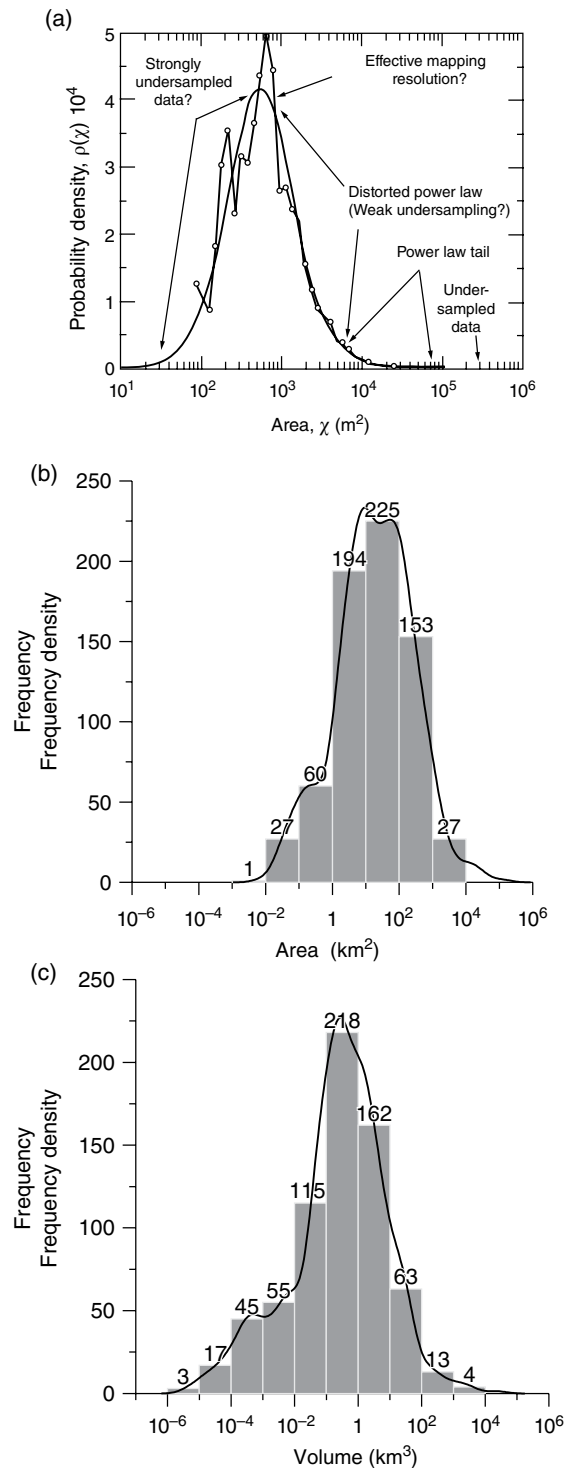 (a)
5
4
3
2
1
0
Probability density, ρ(χ) 10⁴
Strongly
undersampled
data?
Effective mapping
resolution?
Distorted power law
(Weak undersampling?)
Power law tail
Under-
sampled
data
10¹ 10² 10³ 10⁴ 10⁵ 10⁶
Area, χ (m²)
(b)
250
200
150
100
50
0
Frequency
Frequency density
1 27 60 194 225 153 27
10⁻⁶ 10⁻⁴ 10⁻² 1 10² 10⁴ 10⁶
Area (km²)
(c)
250
200
150
100
50
0
Frequency
Frequency density
3 17 45 55 115 218 162 63 13 4
10⁻⁶ 10⁻⁴ 10⁻² 1 10² 10⁴ 10⁶
Volume (km³)